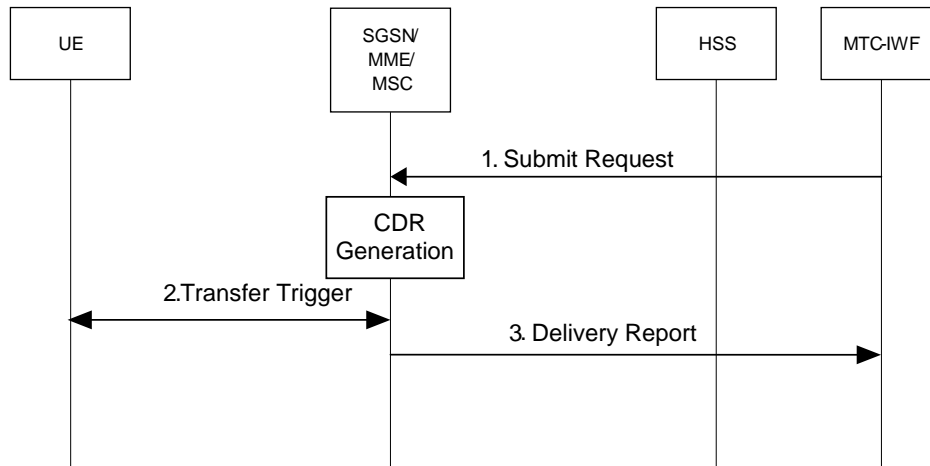 UE
SGSN/
MME/
MSC
HSS
MTC-IWF
1. Submit Request
CDR
Generation
2.Transfer Trigger
3. Delivery Report